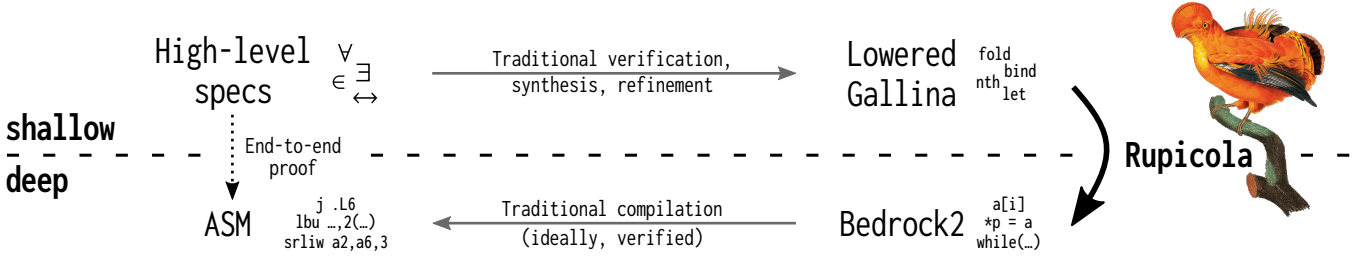 High-level
specs
∀
∃
∈
↔
Traditional verification,
synthesis, refinement
Lowered
Gallina
fold
bind
nth
let
shallow
End-to-end
proof
Rupicola
deep
ASM
j .L6
lbu …,2(…)
srliw a2,a6,3
Traditional compilation
(ideally, verified)
Bedrock2
a[i]
*p = a
while(…)